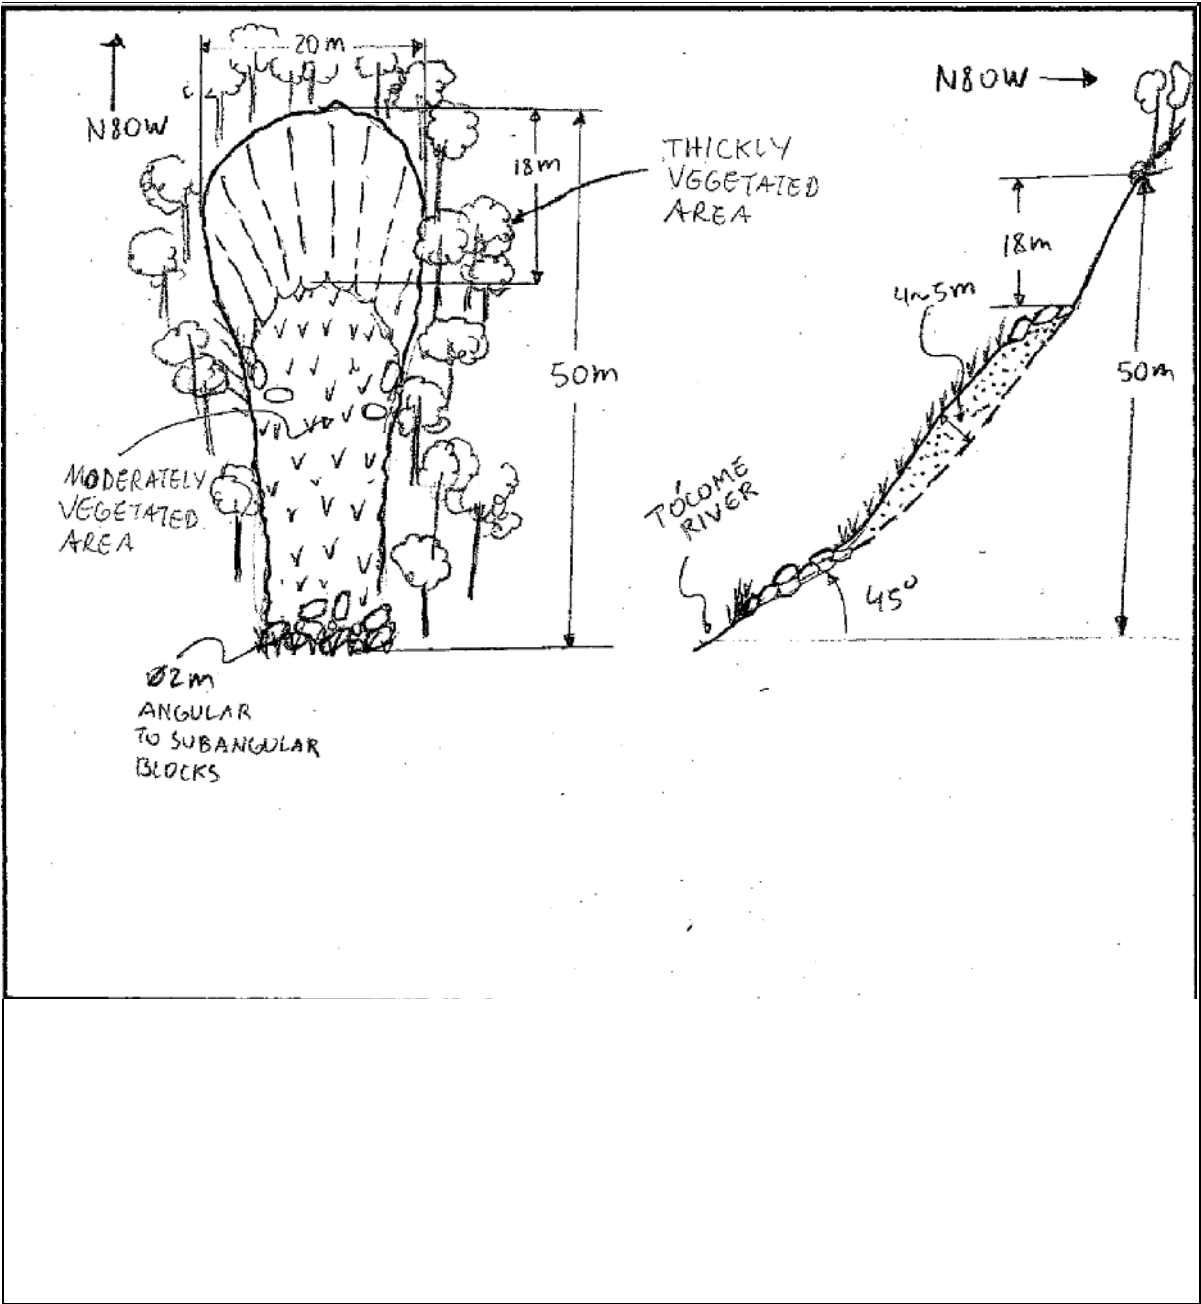 20m
N80W
18m
THICKLY
VEGETATED
AREA
50m
MODERATELY
VEGETATED
AREA
Ø2m
ANGULAR
TO SUBANGULAR
BLOCKS
N80W
18m
4~5m
50m
TÓCOME
RIVER
45°